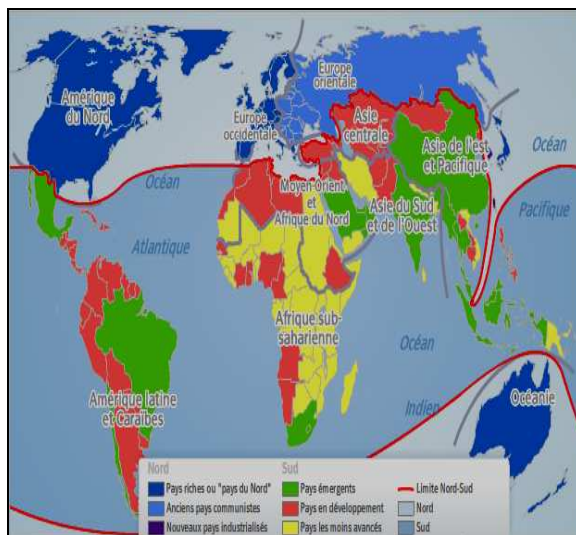 Europe
orientale
Amérique
du Nord
Europe
occidentale
Asie
centrale
Asie de l'est
et Pacifique
Océan
Océan
Moyen Orient
et
Afrique du Nord
Asie du Sud
et de l'Ouest
Pacifique
Atlantique
Afrique sub-
saharienne
Océan
Indien
Amérique latine
et Caraïbes
Océanie
Nord
Sud
Pays riches ou "pays du Nord"
Pays émergents
Limite Nord-Sud
Anciens pays communistes
Pays en développement
Nord
Nouveaux pays industrialisés
Pays les moins avancés
Sud